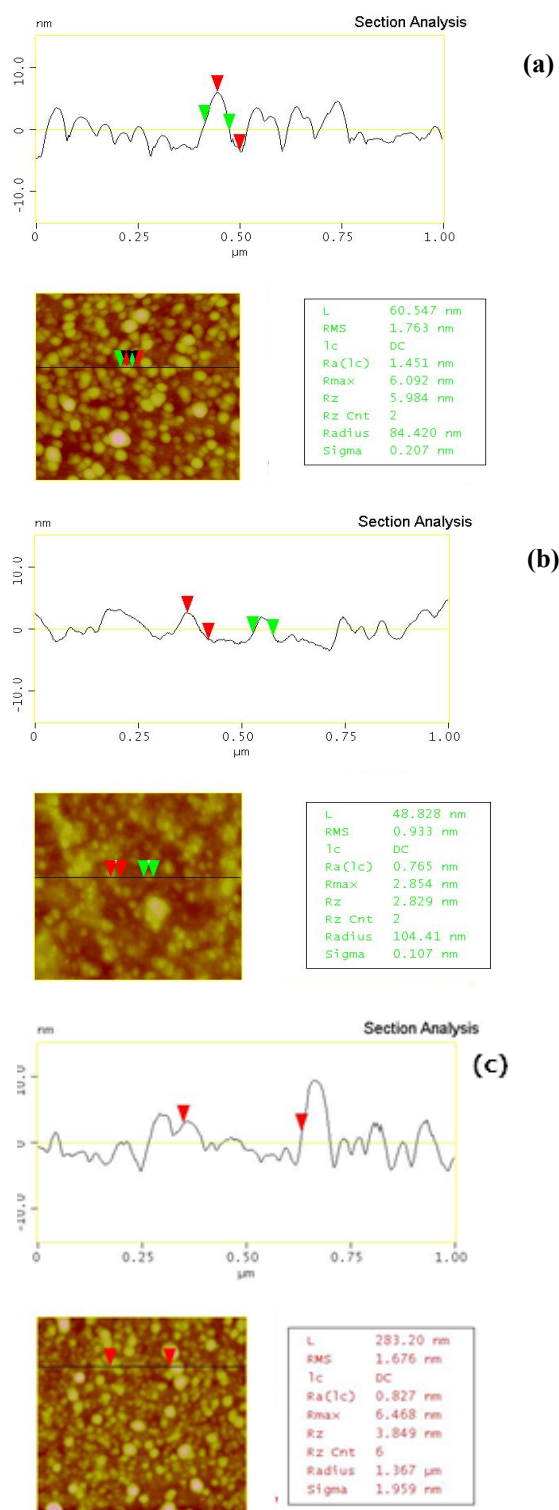 nm
Section Analysis
(a)
10.0
0
-10.0
0 0.25 0.50 0.75 1.00
µm
L 60.547 nm
RMS 1.763 nm
lc DC
Ra(lc) 1.451 nm
Rmax 6.092 nm
Rz 5.984 nm
Rz Cnt 2
Radius 84.420 nm
Sigma 0.207 nm
nm
Section Analysis
(b)
10.0
0
-10.0
0 0.25 0.50 0.75 1.00
µm
L 48.828 nm
RMS 0.933 nm
lc DC
Ra(lc) 0.765 nm
Rmax 2.854 nm
Rz 2.829 nm
Rz Cnt 2
Radius 104.41 nm
Sigma 0.107 nm
nm
Section Analysis
(c)
10.0
0
-10.0
0 0.25 0.50 0.75 1.00
µm
L 283.20 nm
RMS 1.676 nm
lc DC
Ra(lc) 0.827 nm
Rmax 6.468 nm
Rz 3.849 nm
Rz Cnt 6
Radius 1.367 µm
Sigma 1.959 nm